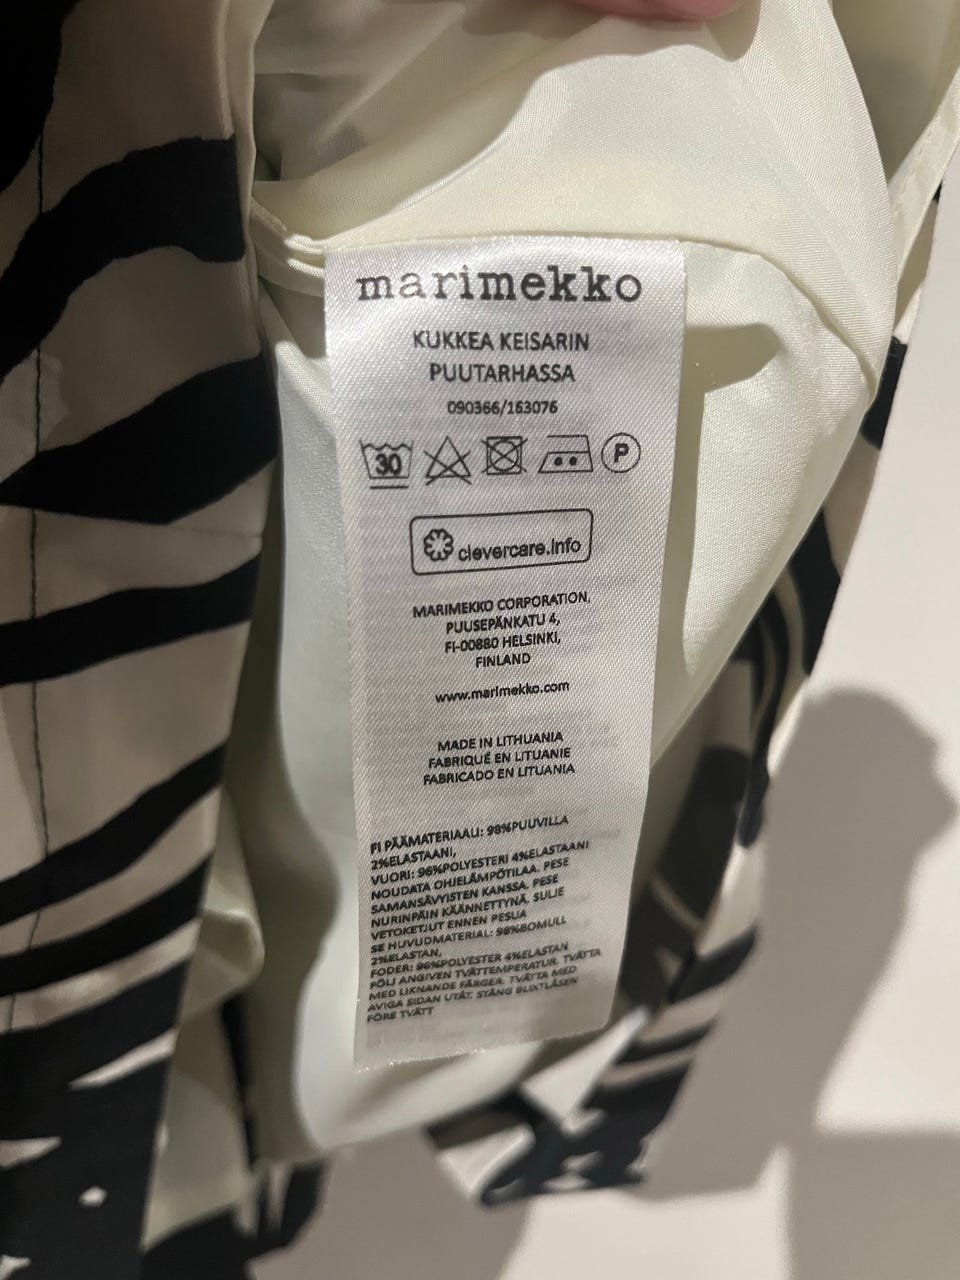 marimekko
KUKKEA KEISARIN
PUUTARHASSA
090366/163076
30 P
clevercare.info
MARIMEKKO CORPORATION,
PUUSEPÄNKATU 4,
FI-00880 HELSINKI,
FINLAND
www.marimekko.com
MADE IN LITHUANIA
FABRIQUÉ EN LITUANIE
FABRICADO EN LITUANIA
FI PÄÄMATERIAALI: 98%PUUVILLA
2%ELASTAANI,
VUORI: 96%POLYESTERI 4%ELASTAANI
NOUDATA OHJELÄMPÖTILAA. PESE
SAMANSÄVYISTEN KANSSA. PESE
NURINPÄIN KÄÄNNETTYNÄ. SULJE
VETOKETJUT ENNEN PESUA
SE HUVUDMATERIAL: 98%BOMULL
2%ELASTAN,
FODER: 96%POLYESTER 4%ELASTAN
FÖLJ ANGIVEN TVÄTTEMPERATUR. TVÄTTA
MED LIKNANDE FÄRGER. TVÄTTA MED
AVIGA SIDAN UTÅT. STÄNG BLIXTLÅSEN
FÖRE TVÄTT